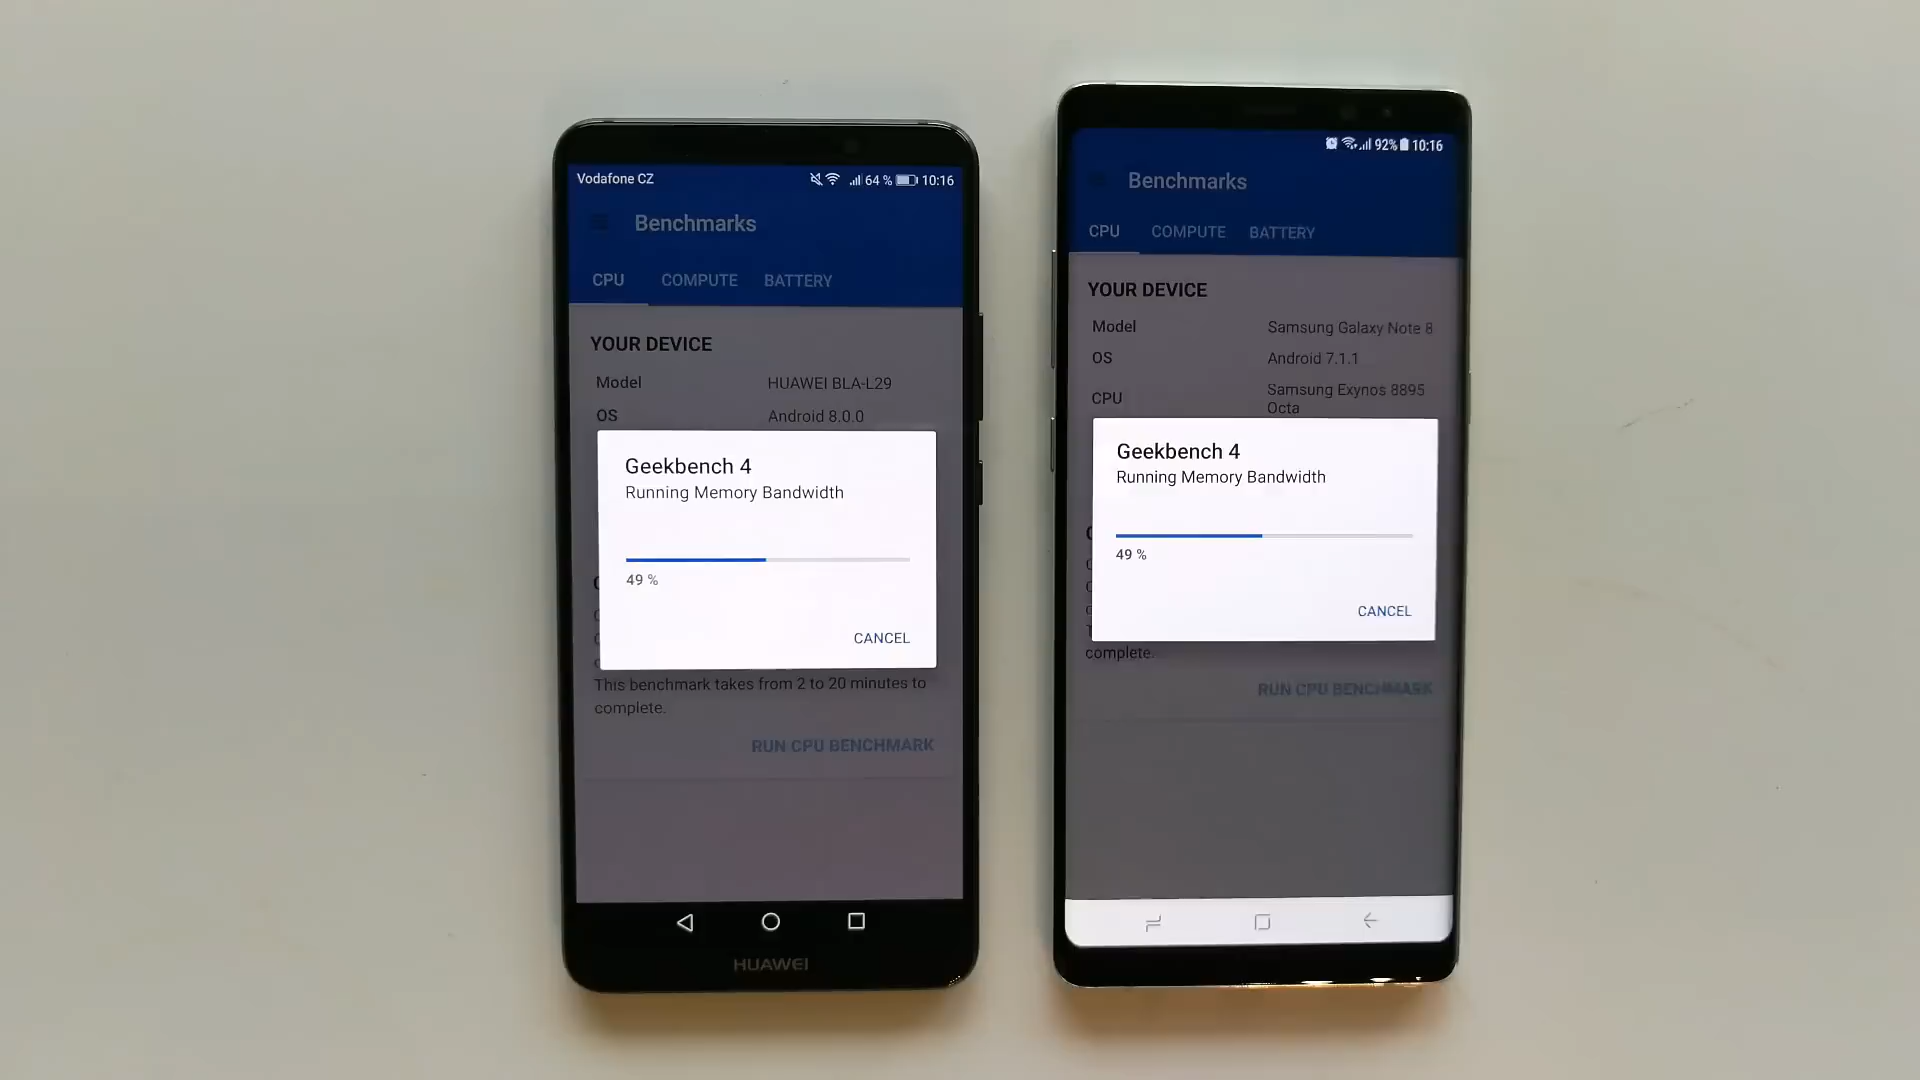 Vodafone CZ
64 % 10:16
Benchmarks
CPU COMPUTE BATTERY
YOUR DEVICE
Model HUAWEI BLA-L29
OS Android 8.0.0
Geekbench 4
Running Memory Bandwidth
49 %
CANCEL
This benchmark takes from 2 to 20 minutes to
complete.
RUN CPU BENCHMARK
HUAWEI
92% 10:16
Benchmarks
CPU COMPUTE BATTERY
YOUR DEVICE
Model Samsung Galaxy Note 8
OS Android 7.1.1
CPU Samsung Exynos 8895
Octa
Geekbench 4
Running Memory Bandwidth
49 %
CANCEL
complete.
RUN CPU BENCHMARK